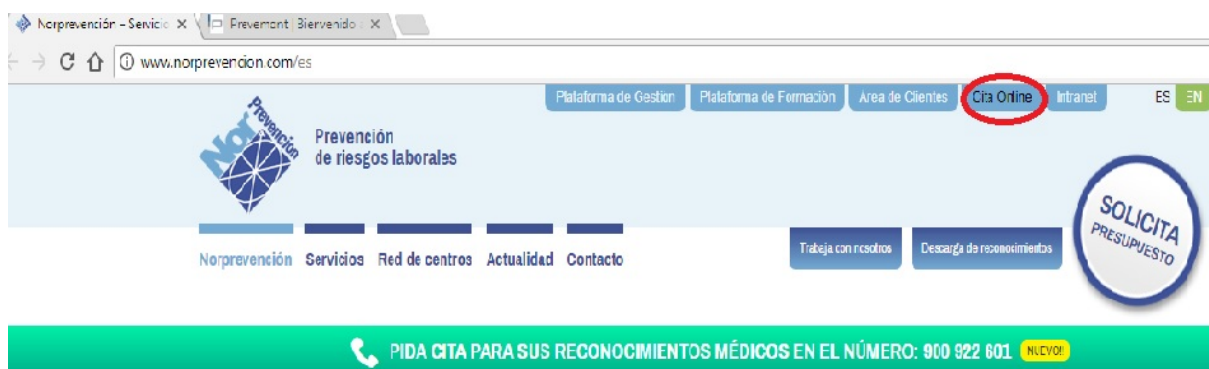 Norprevención – Servicio
Prevemont | Bienvenido a
www.norprevencion.com/es
Plataforma de Gestion
Plataforma de Formación
Area de Clientes
Cita Online
Intranet
ES
EN
NorPrevención
Prevención
de riesgos laborales
SOLICITA
PRESUPUESTO
Norprevención
Servicios
Red de centros
Actualidad
Contacto
Trabaja con nosotros
Descarga de reconocimientos
PIDA CITA PARA SUS RECONOCIMIENTOS MÉDICOS EN EL NÚMERO: 900 922 601 NUEVO!!